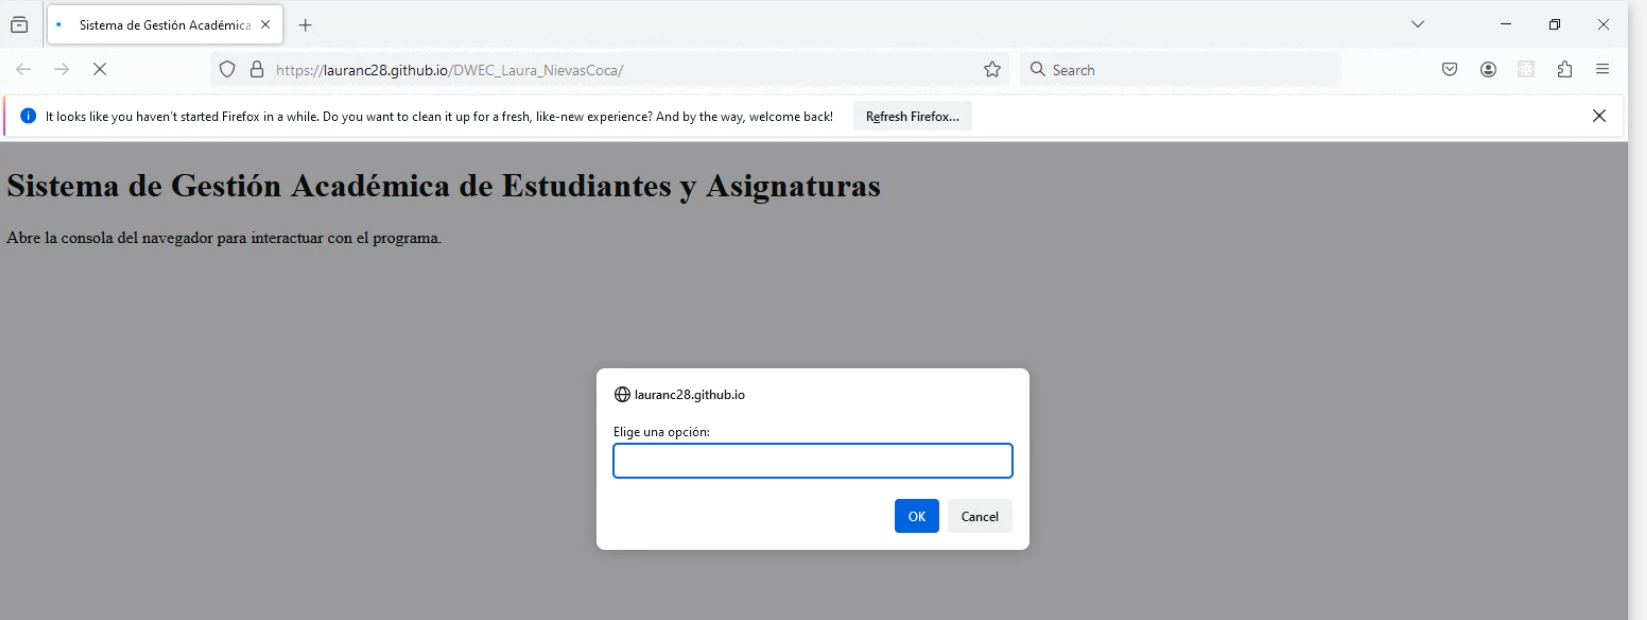 Sistema de Gestión Académica
https://lauranc28.github.io/DWEC_Laura_NievasCoca/
Search
It looks like you haven't started Firefox in a while. Do you want to clean it up for a fresh, like-new experience? And by the way, welcome back!
Refresh Firefox...
Sistema de Gestión Académica de Estudiantes y Asignaturas
Abre la consola del navegador para interactuar con el programa.
lauranc28.github.io
Elige una opción:
OK
Cancel